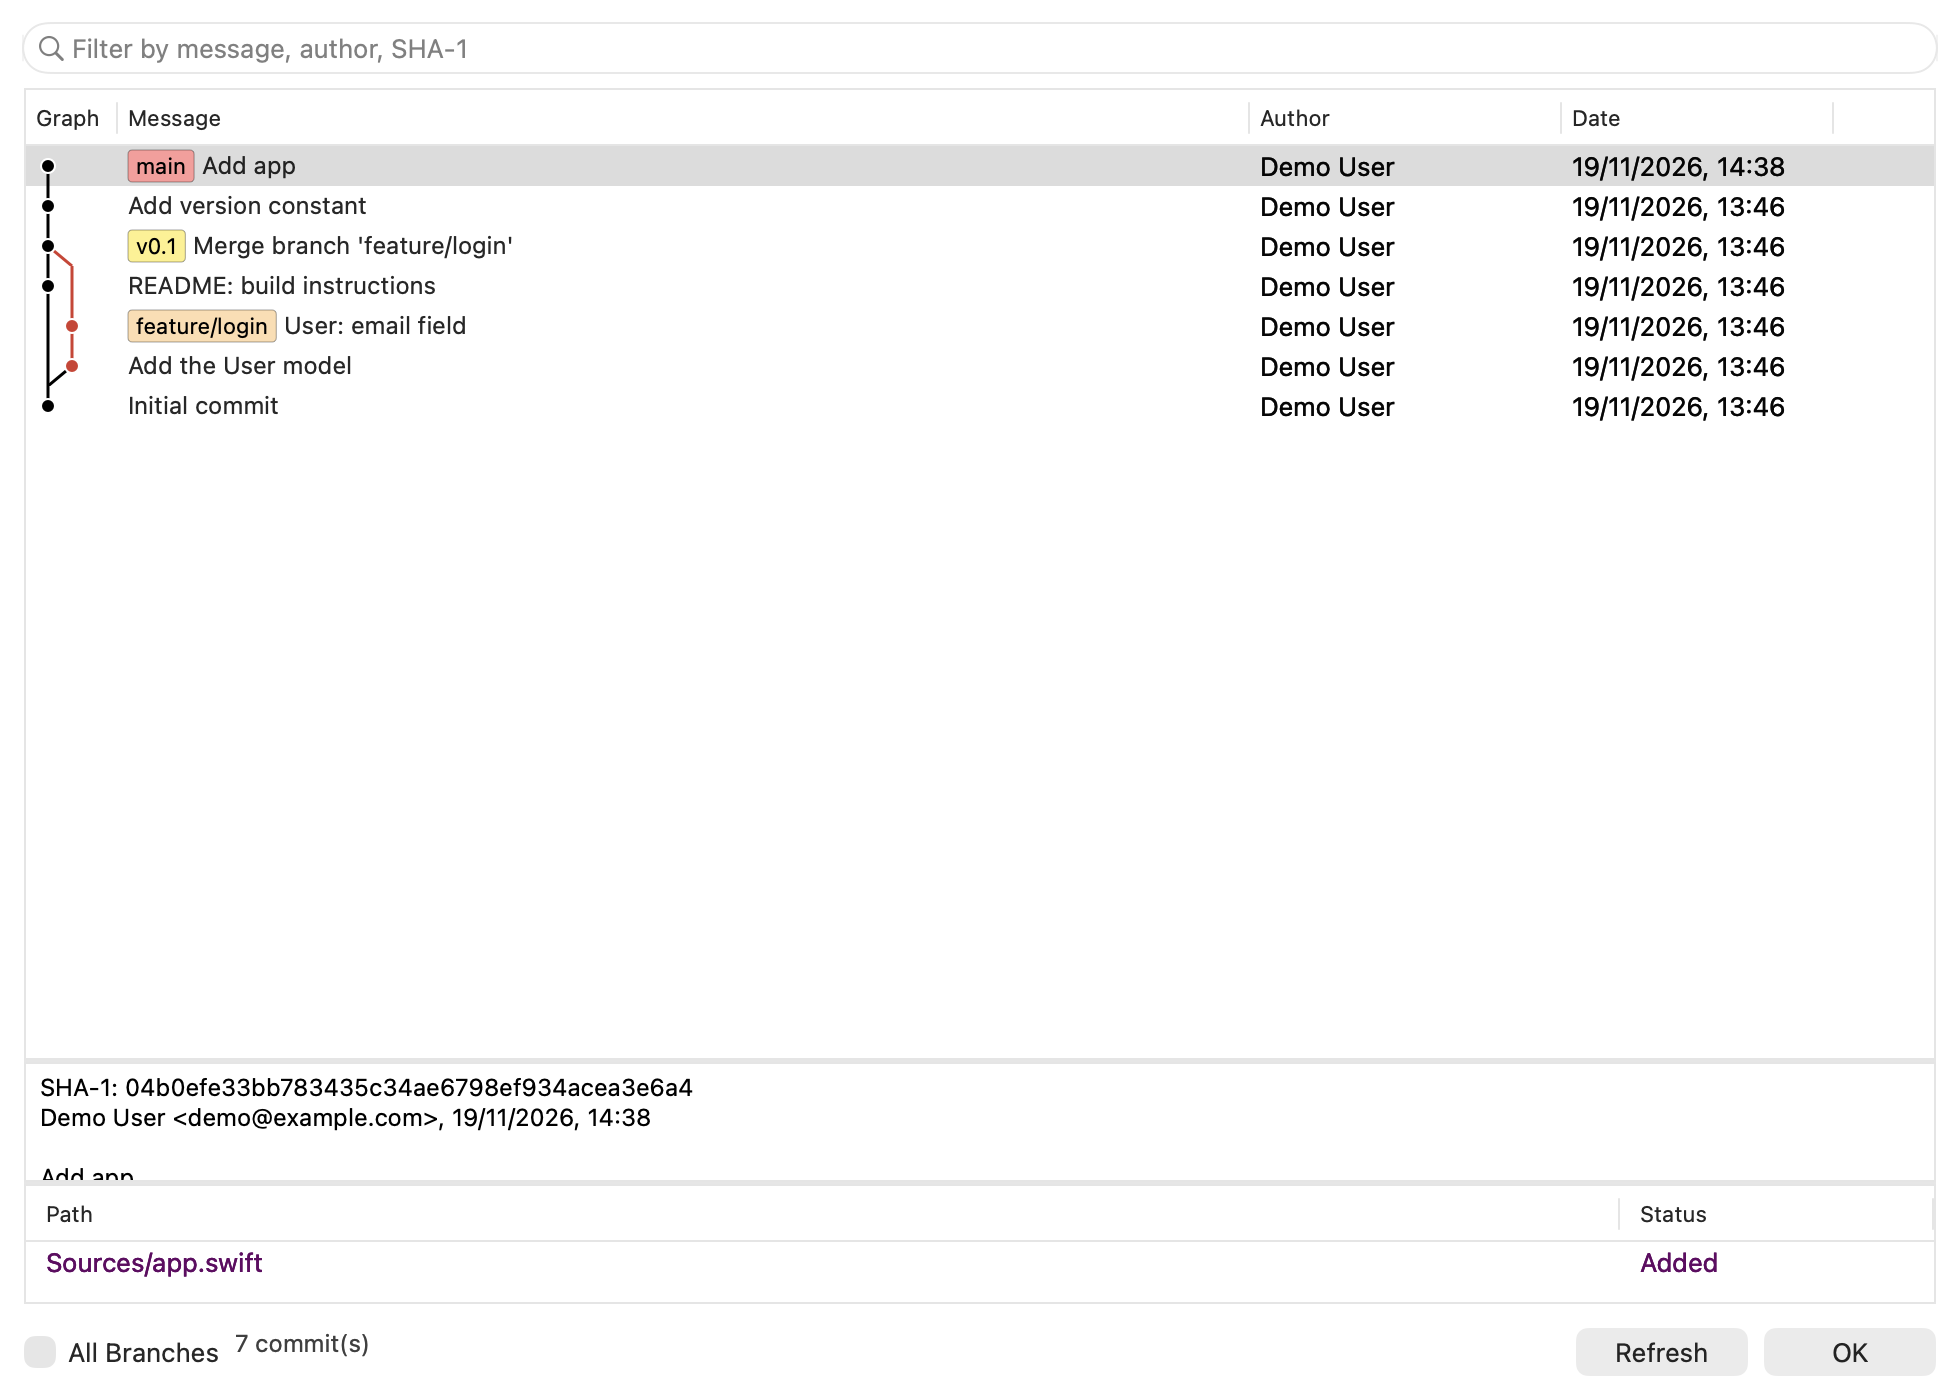 Filter by message, author, SHA-1
Graph Message Author Date
main Add app Demo User 19/11/2026, 14:38
Add version constant Demo User 19/11/2026, 13:46
v0.1 Merge branch 'feature/login' Demo User 19/11/2026, 13:46
README: build instructions Demo User 19/11/2026, 13:46
feature/login User: email field Demo User 19/11/2026, 13:46
Add the User model Demo User 19/11/2026, 13:46
Initial commit Demo User 19/11/2026, 13:46
SHA-1: 04b0efe33bb783435c34ae6798ef934acea3e6a4
Demo User <demo@example.com>, 19/11/2026, 14:38
Add app
Path Status
Sources/app.swift Added
All Branches 7 commit(s) Refresh OK